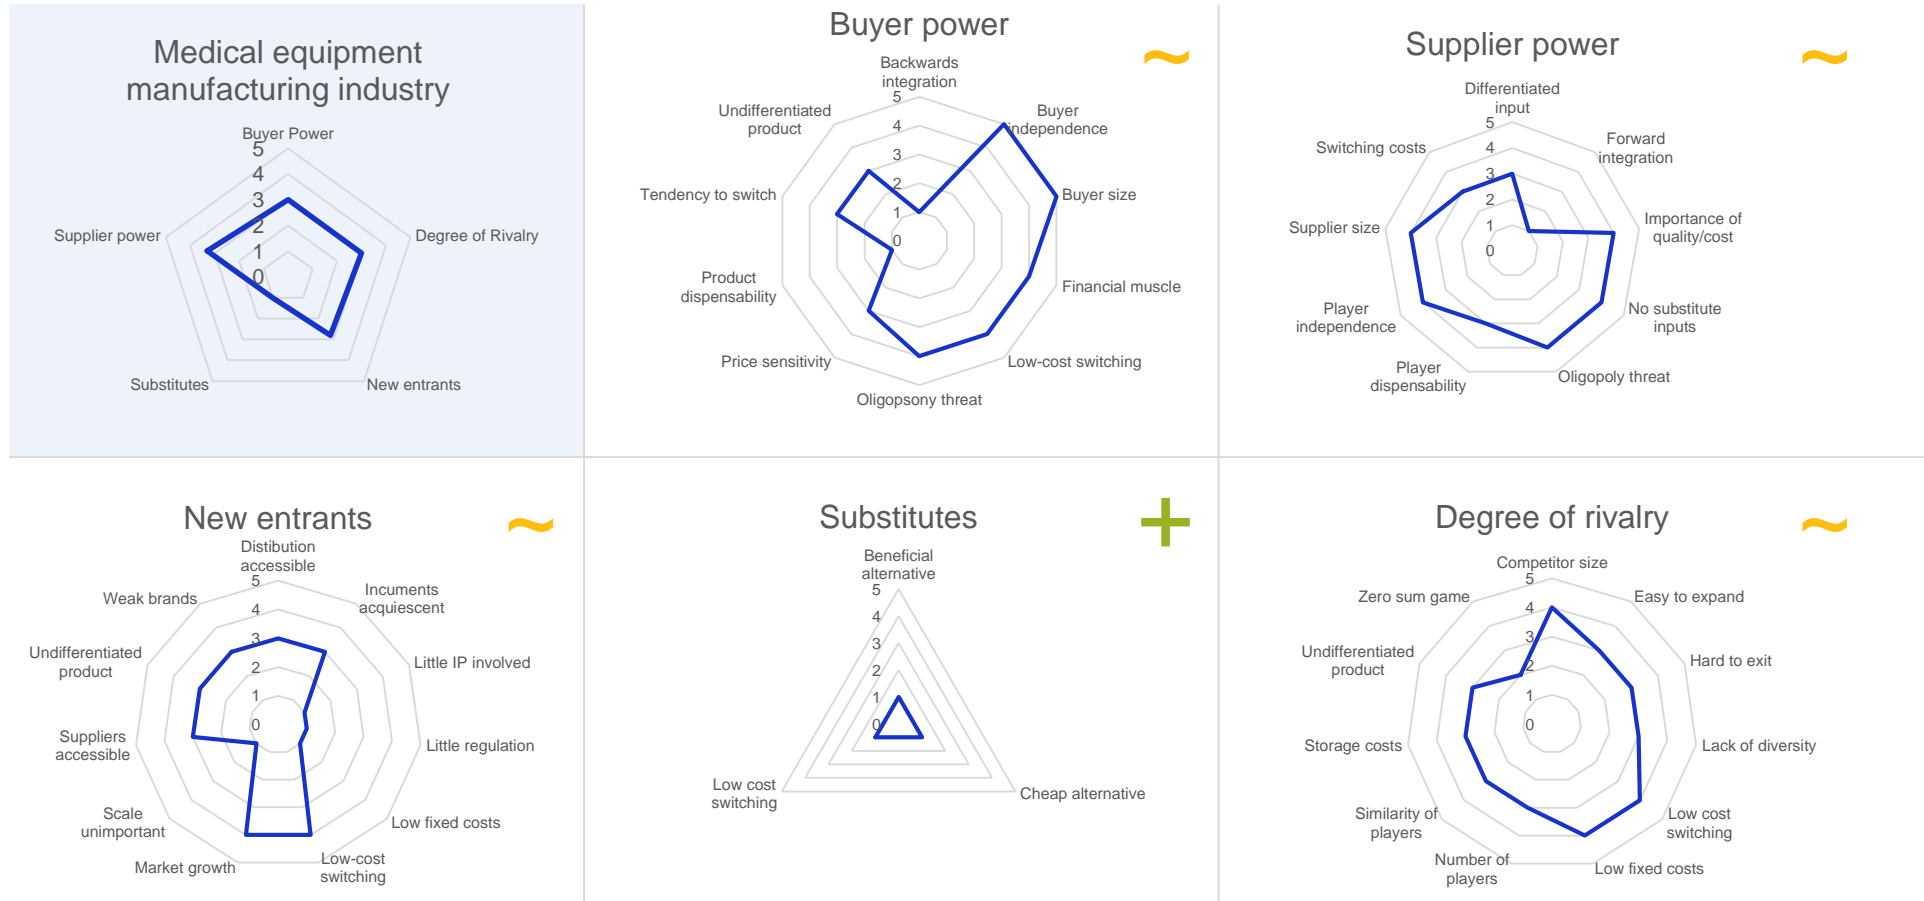 Medical equipment
manufacturing industry
Buyer Power
5
4
3
2
1
0
Supplier power
Degree of Rivalry
Substitutes
New entrants
Buyer power
~
Backwards
integration
5
4
3
2
1
0
Undifferentiated
product
Buyer
independence
Tendency to switch
Buyer size
Product
dispensability
Financial muscle
Price sensitivity
Low-cost switching
Oligopsony threat
Supplier power
~
Differentiated
input
5
4
3
2
1
0
Switching costs
Forward
integration
Supplier size
Importance of
quality/cost
Player
independence
No substitute
inputs
Player
dispensability
Oligopoly threat
New entrants
~
Distibution
accessible
5
4
3
2
1
0
Weak brands
Incuments
acquiescent
Undifferentiated
product
Little IP involved
Suppliers
accessible
Little regulation
Scale
unimportant
Low fixed costs
Market growth
Low-cost
switching
Substitutes
+
Beneficial
alternative
5
4
3
2
1
0
Low cost
switching
Cheap alternative
Degree of rivalry
~
Competitor size
5
4
3
2
1
0
Zero sum game
Easy to expand
Undifferentiated
product
Hard to exit
Storage costs
Lack of diversity
Similarity of
players
Low cost
switching
Number of
players
Low fixed costs